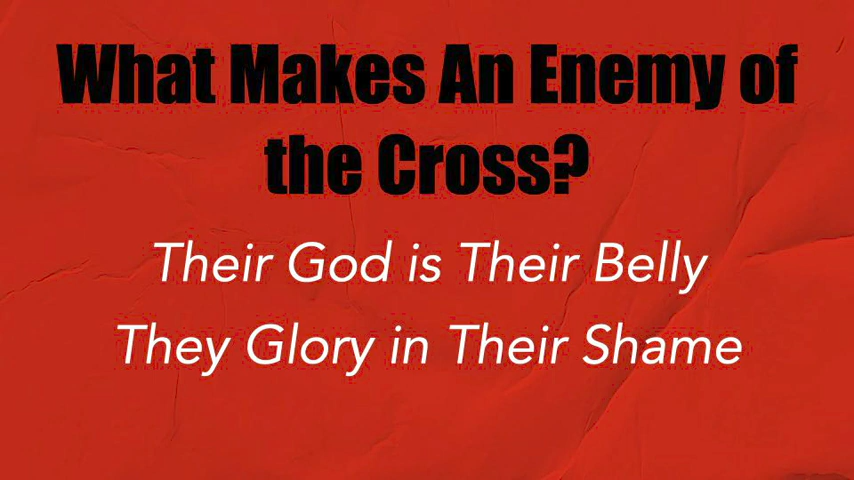 What Makes An Enemy of
the Cross?
Their God is Their Belly
They Glory in Their Shame